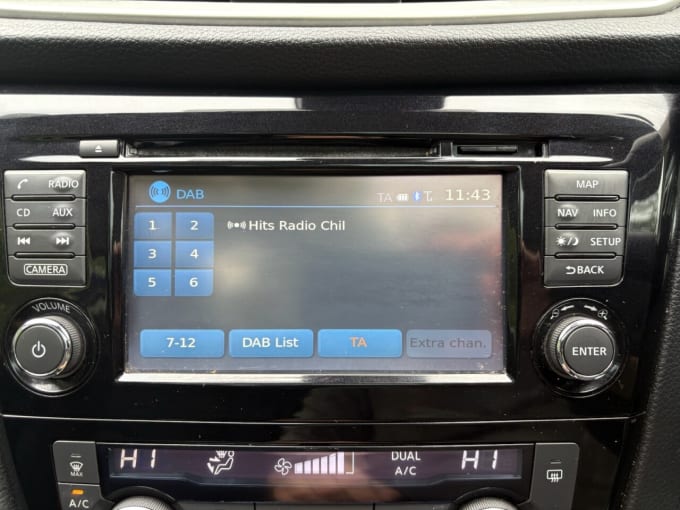 DAB TA 11:43
1 2 Hits Radio Chil
3 4
5 6
7-12 DAB List TA Extra chan.
RADIO
CD AUX
CAMERA
VOLUME
MAP
NAV INFO
SETUP
BACK
ENTER
MAX
A/C
HI DUAL A/C HI